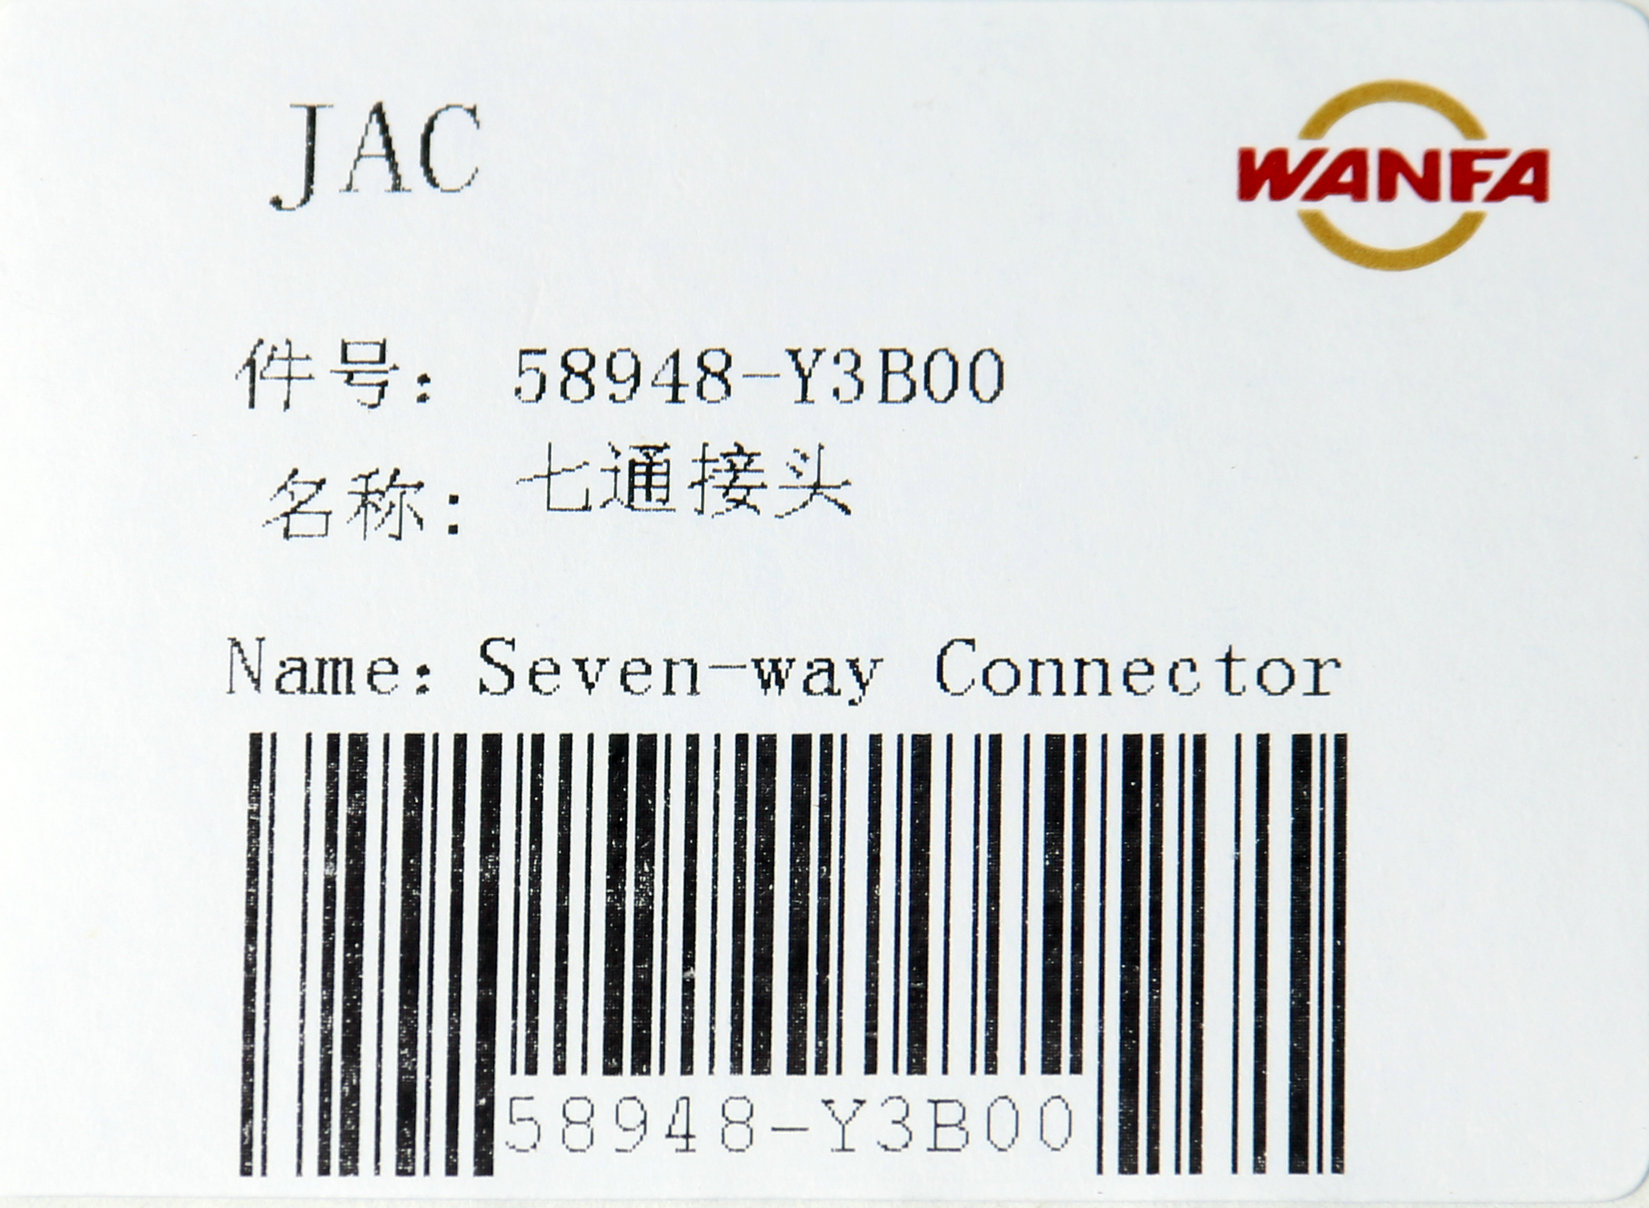 JAC
WANFA
件号: 58948-Y3B00
名称: 七通接头
Name: Seven-way Connector
58948-Y3B00